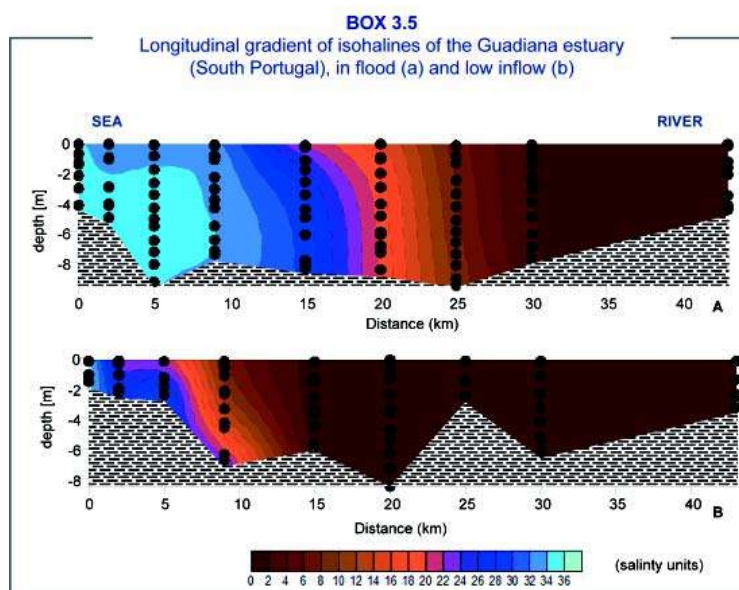 BOX 3.5
Longitudinal gradient of isohalines of the Guadiana estuary
(South Portugal), in flood (a) and low inflow (b)
SEA RIVER
0
-2
-4
-6
-8
depth [m]
0 5 10 15 20 25 30 35 40 A
Distance (km)
0
-2
-4
-6
-8
depth [m]
0 5 10 15 20 25 30 35 40 B
Distance (km)
(salinty units)
0 2 4 6 8 10 12 14 16 18 20 22 24 26 28 30 32 34 36